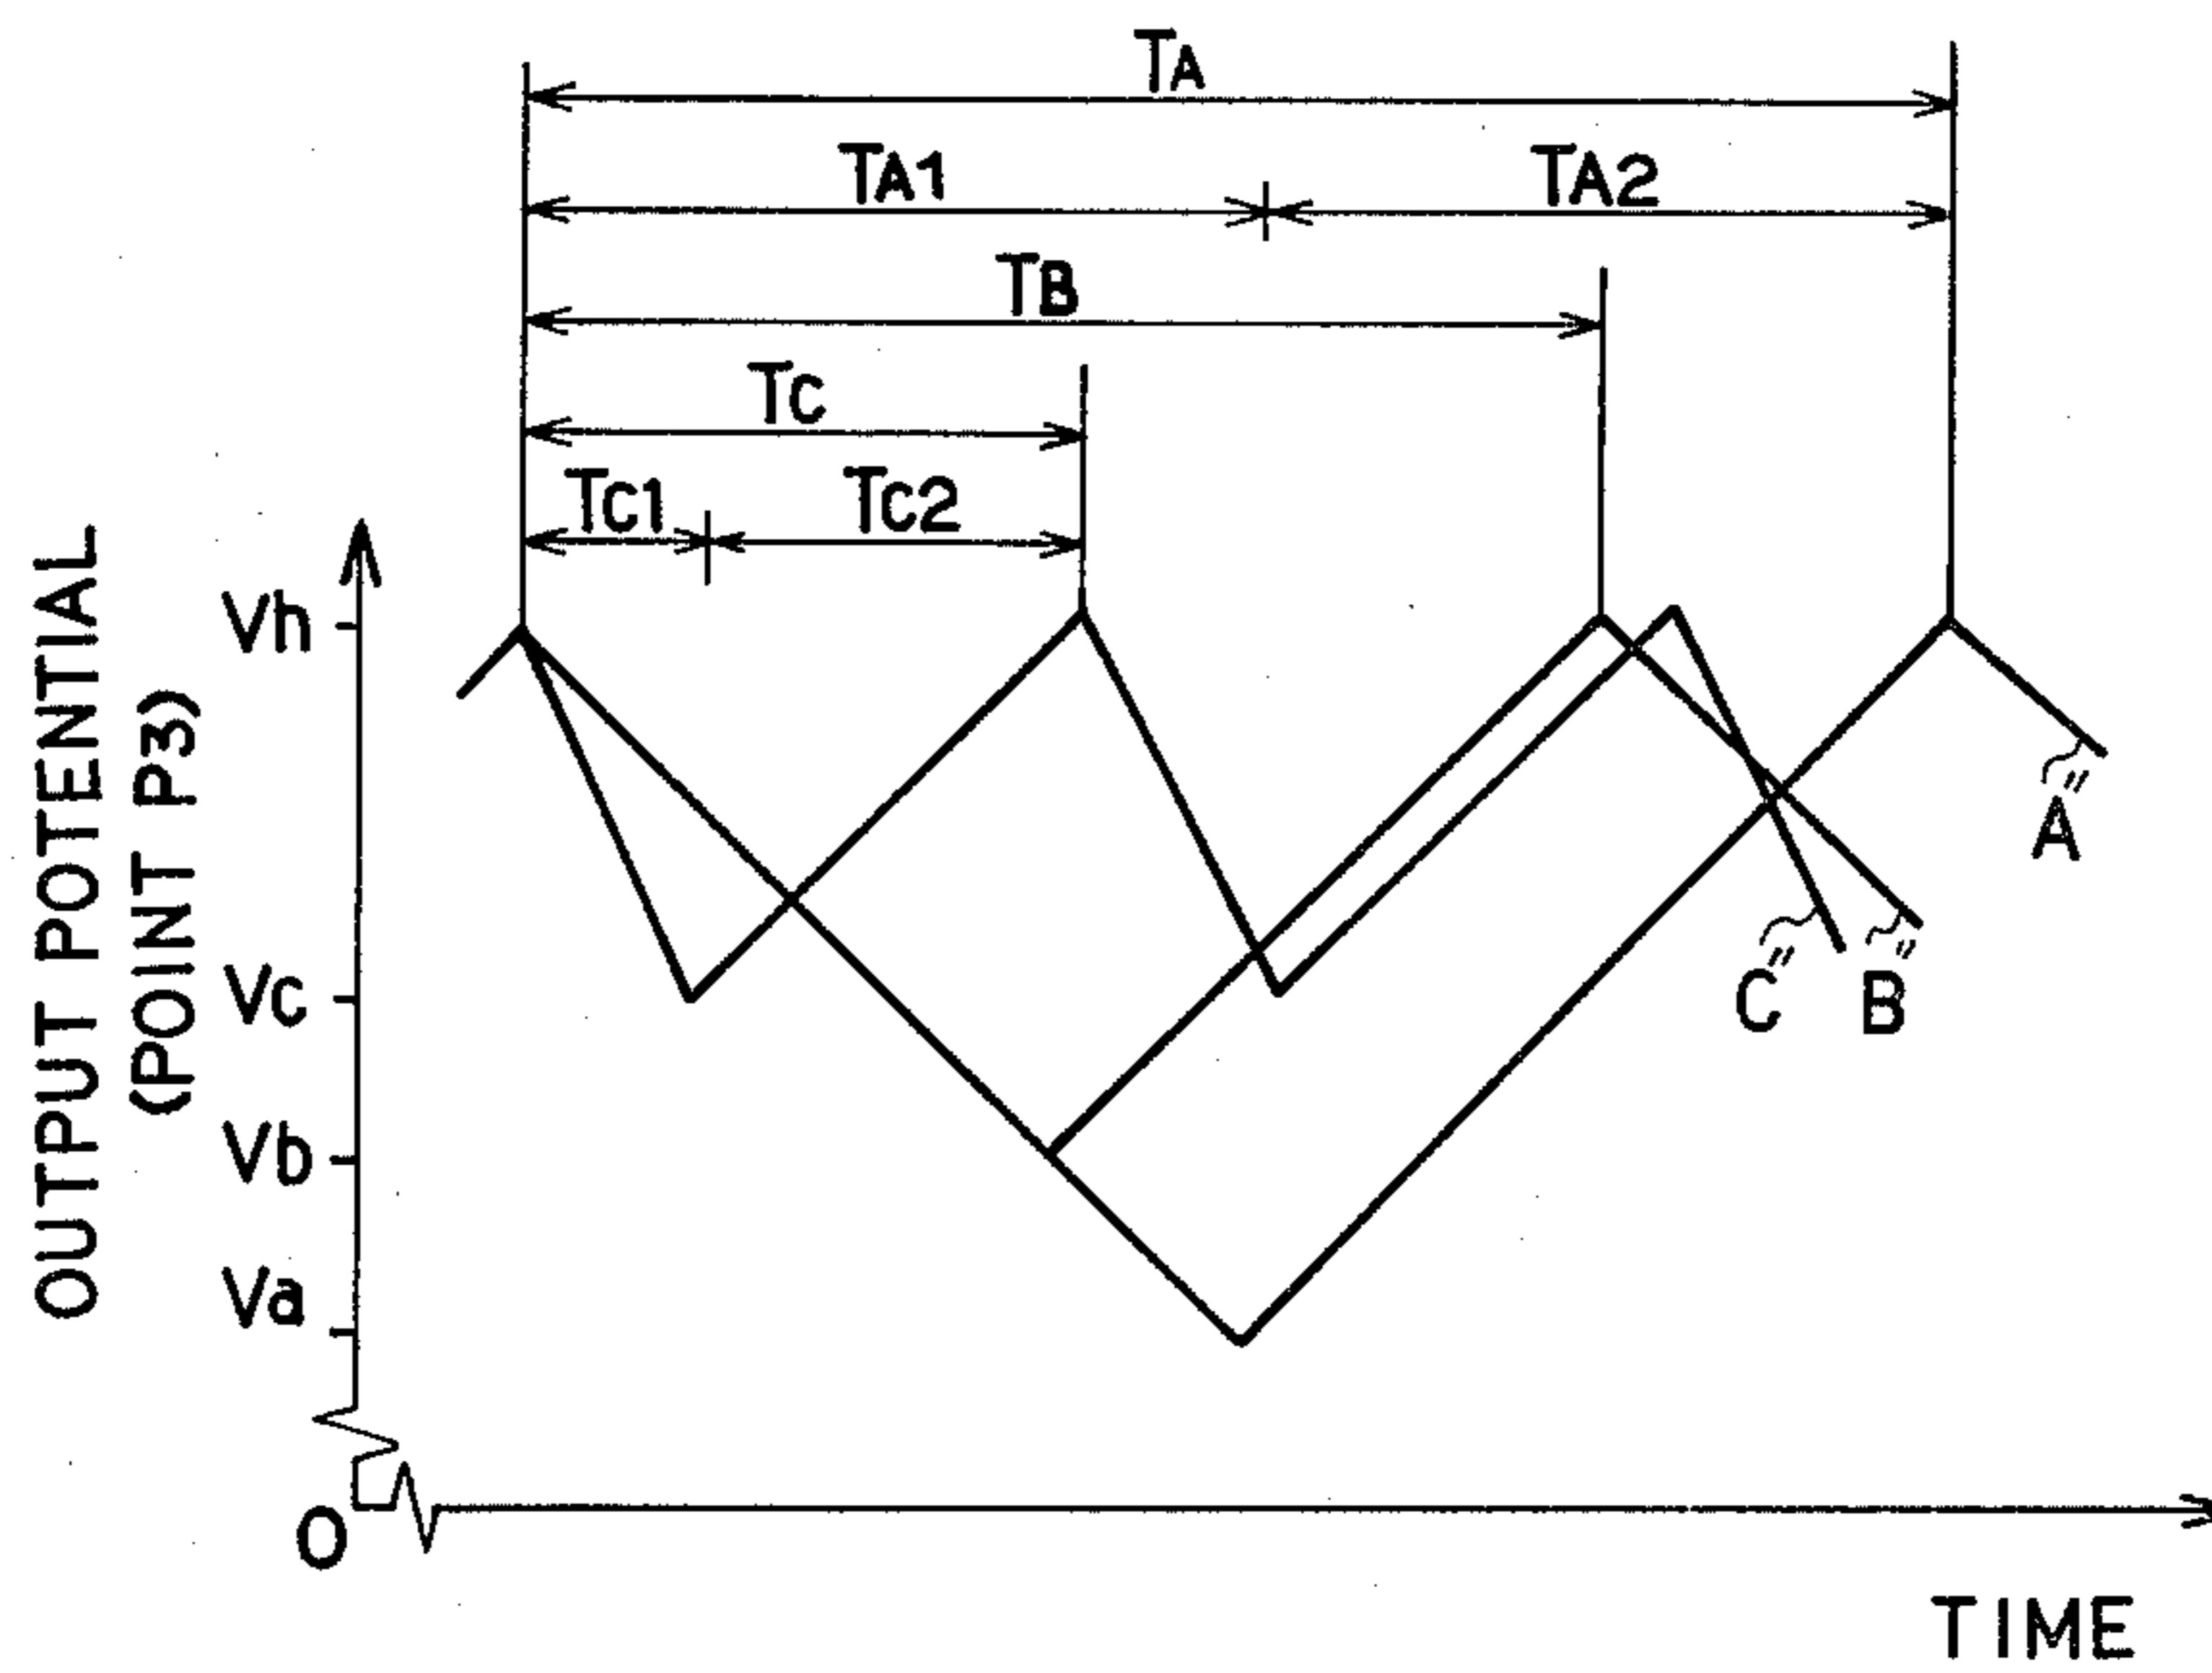 TA
TA1
TA2
TB
TC
TC1
TC2
OUTPUT POTENTIAL
(POINT P3)
Vh
Vc
Vb
Va
A"
B"
C"
O
TIME